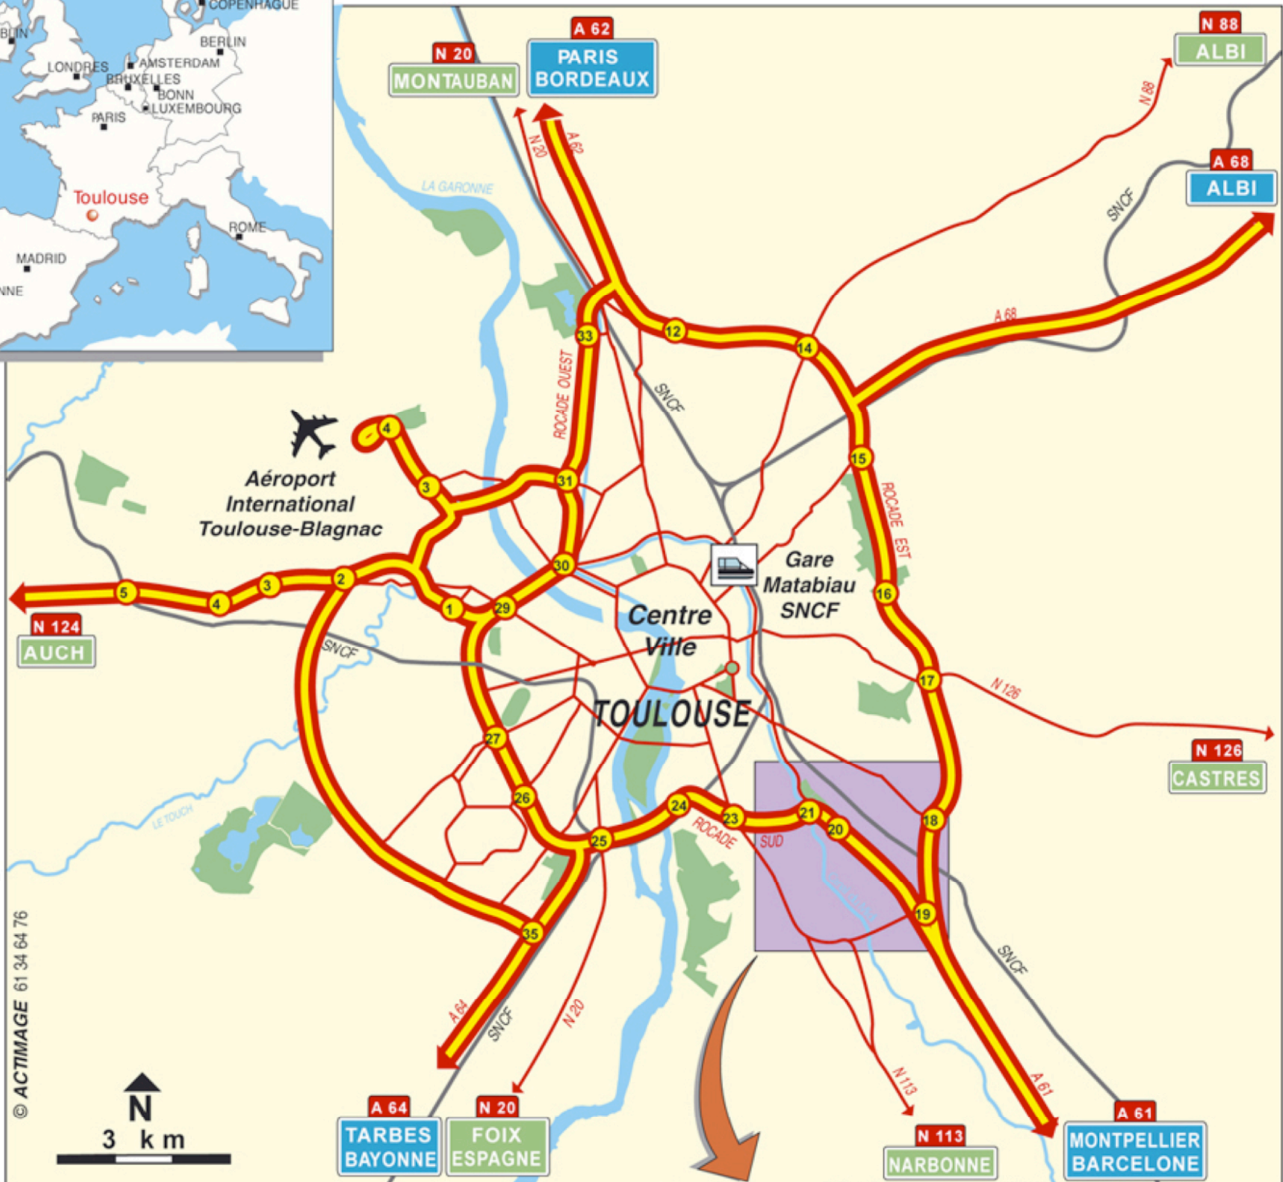 COPENHAGUE
BERLIN
LONDRES
AMSTERDAM
BRUXELLES
BONN
LUXEMBOURG
PARIS
Toulouse
ROME
MADRID
N 20
MONTAUBAN
A 62
PARIS
BORDEAUX
N 88
ALBI
A 68
ALBI
N 20
A 62
N 88
SNCF
LA GARONNE
A 68
33
12
14
ROCADE OUEST
SNCF
4
3
31
15
Aéroport
International
Toulouse-Blagnac
ROCADE EST
30
Gare
Matabiau
SNCF
16
5
4
3
2
1
29
N 124
AUCH
SNCF
Centre
Ville
17
N 126
TOULOUSE
27
N 126
CASTRES
26
LE TOUCH
24
23
21
20
18
25
ROCADE
SUD
35
19
SNCF
© ACTIMAGE 61 34 64 76
A 64
SNCF
N 20
N 113
A 61
N
3 km
A 64
TARBES
BAYONNE
N 20
FOIX
ESPAGNE
N 113
NARBONNE
A 61
MONTPELLIER
BARCELONE